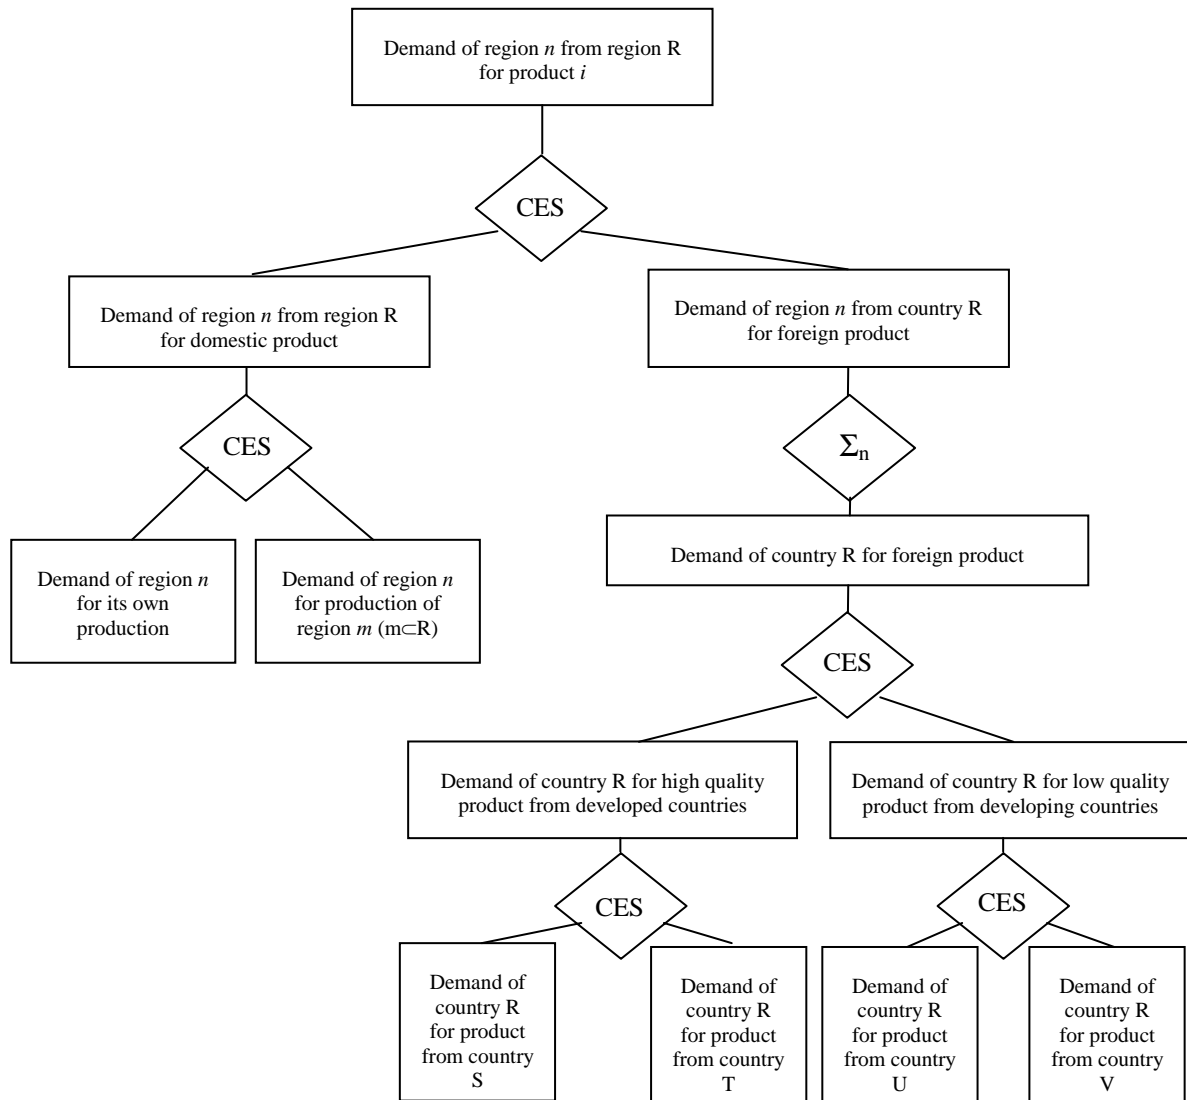 Demand of region n from region R
for product i
CES
Demand of region n from region R
for domestic product
Demand of region n from country R
for foreign product
CES
Σn
Demand of region n
for its own
production
Demand of region n
for production of
region m (m⊂R)
Demand of country R for foreign product
CES
Demand of country R for high quality
product from developed countries
Demand of country R for low quality
product from developing countries
CES
CES
Demand of
country R
for product
from country
S
Demand of
country R
for product
from country
T
Demand of
country R
for product
from country
U
Demand of
country R
for product
from country
V